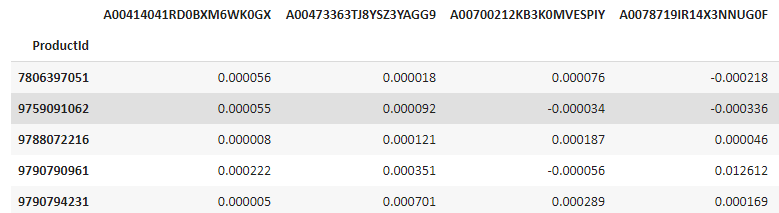 A00414041RD0BXM6WK0GX A00473363TJ8YSZ3YAGG9 A00700212KB3K0MVESPIY A0078719IR14X3NNUG0F
ProductId
7806397051 0.000056 0.000018 0.000076 -0.000218
9759091062 0.000055 0.000092 -0.000034 -0.000336
9788072216 0.000008 0.000121 0.000187 0.000046
9790790961 0.000222 0.000351 -0.000056 0.012612
9790794231 0.000005 0.000701 0.000289 0.000169